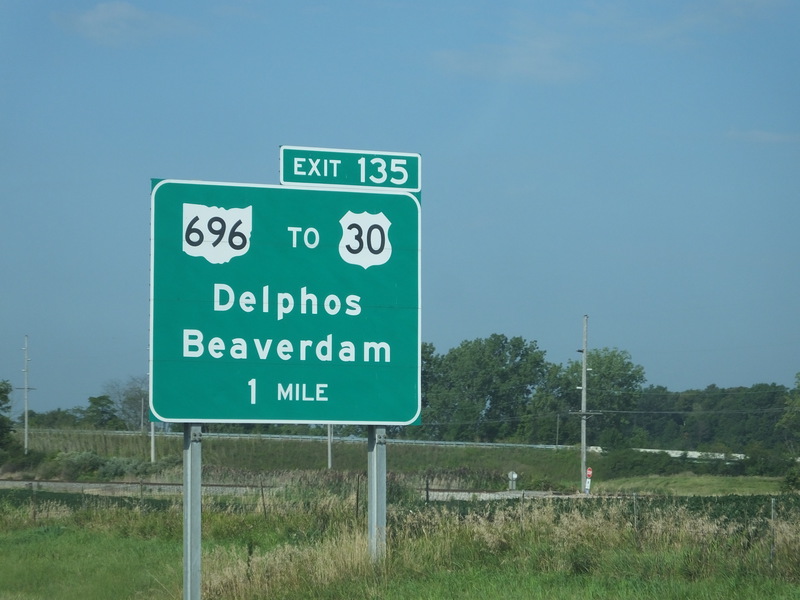 EXIT 135
696 TO 30
Delphos
Beaverdam
1 MILE